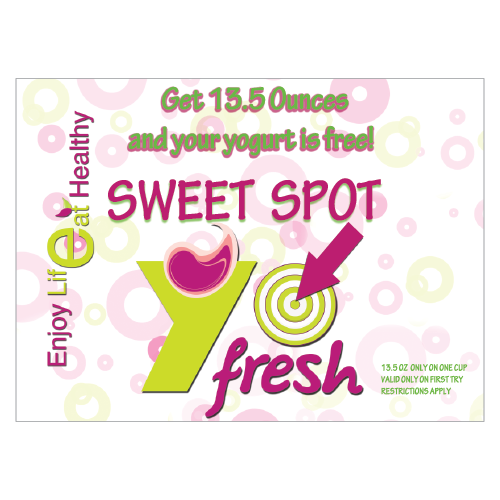 Get 13.5 Ounces
and your yogurt is free!
SWEET SPOT
Enjoy Life
eat Healthy
Yo
fresh
13.5 OZ ONLY ON ONE CUP
VALID ONLY ON FIRST TRY
RESTRICTIONS APPLY